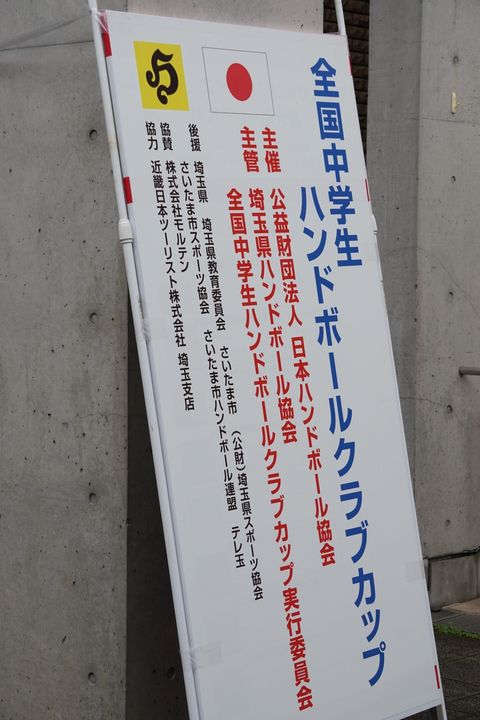 全国中学生
ハンドボールクラブカップ
主催 公益財団法人 日本ハンドボール協会
主管 埼玉県ハンドボール協会
全国中学生ハンドボールクラブカップ実行委員会
後援 埼玉県 埼玉県教育委員会 さいたま市 (公財)埼玉県スポーツ協会
さいたま市スポーツ協会 さいたま市ハンドボール連盟 テレ玉
協賛 株式会社モルテン
協力 近畿日本ツーリスト株式会社 埼玉支店